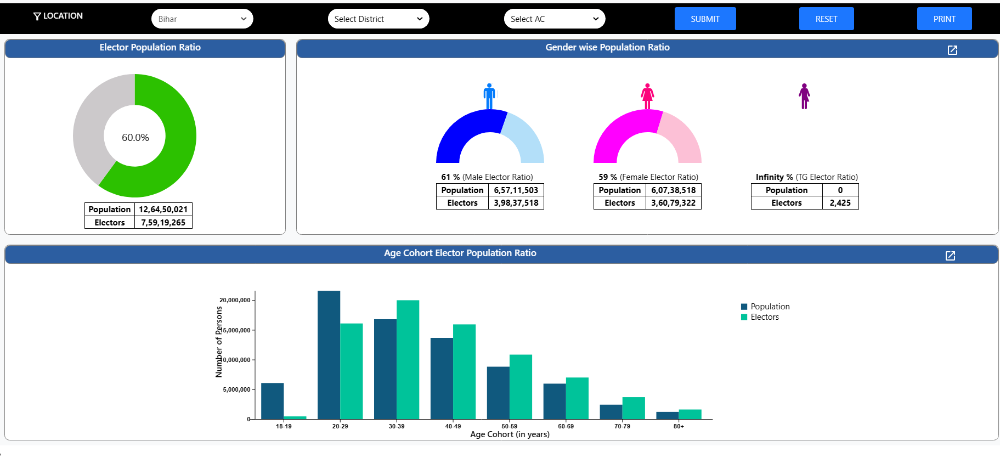 LOCATION
Bihar
Select District
Select AC
SUBMIT
RESET
PRINT
Elector Population Ratio
60.0%
Population 12,64,50,021
Electors 7,59,19,265
Gender wise Population Ratio
61 % (Male Elector Ratio)
Population 6,57,11,503
Electors 3,98,37,518
59 % (Female Elector Ratio)
Population 6,07,38,518
Electors 3,60,79,322
Infinity % (TG Elector Ratio)
Population 0
Electors 2,425
Age Cohort Elector Population Ratio
Number of Persons
20,000,000
15,000,000
10,000,000
5,000,000
0
18-19 20-29 30-39 40-49 50-59 60-69 70-79 80+
Age Cohort (in years)
Population
Electors